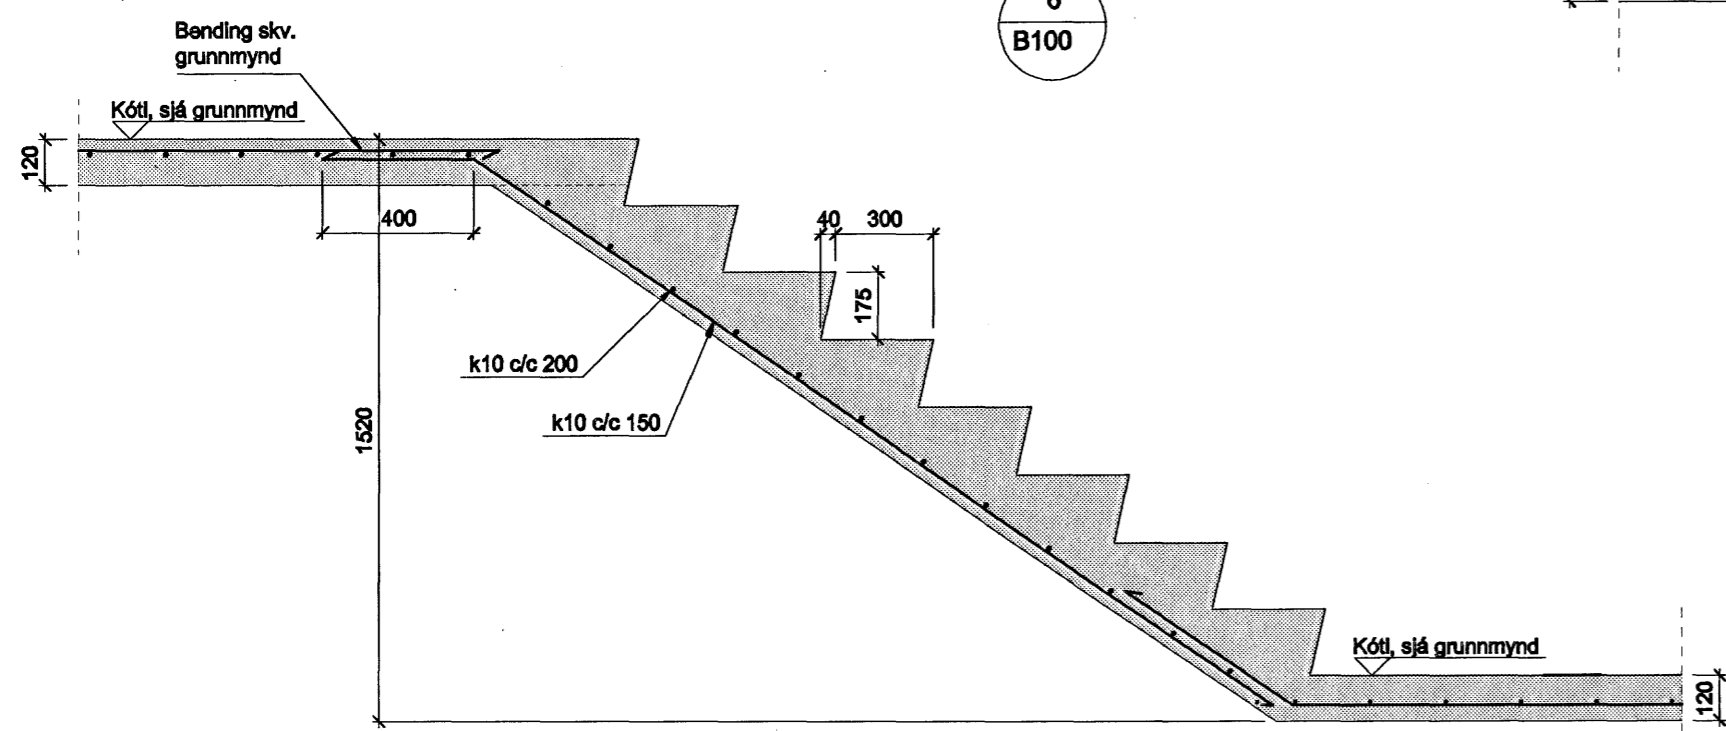 B100
Bending skv.
grunnmynd
Kóti, sjá grunnmynd
120
400
40 300
175
k10 c/c 200
k10 c/c 150
1520
Kóti, sjá grunnmynd
120